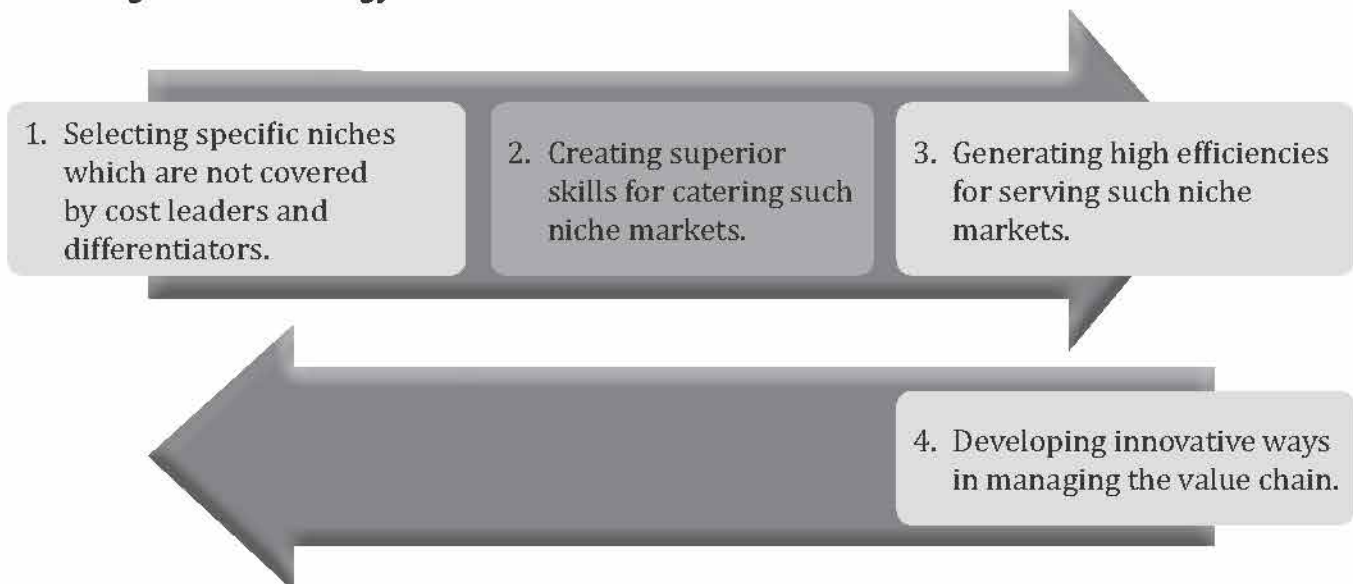 1. Selecting specific niches
which are not covered
by cost leaders and
differentiators.
2. Creating superior
skills for catering such
niche markets.
3. Generating high efficiencies
for serving such niche
markets.
4. Developing innovative ways
in managing the value chain.